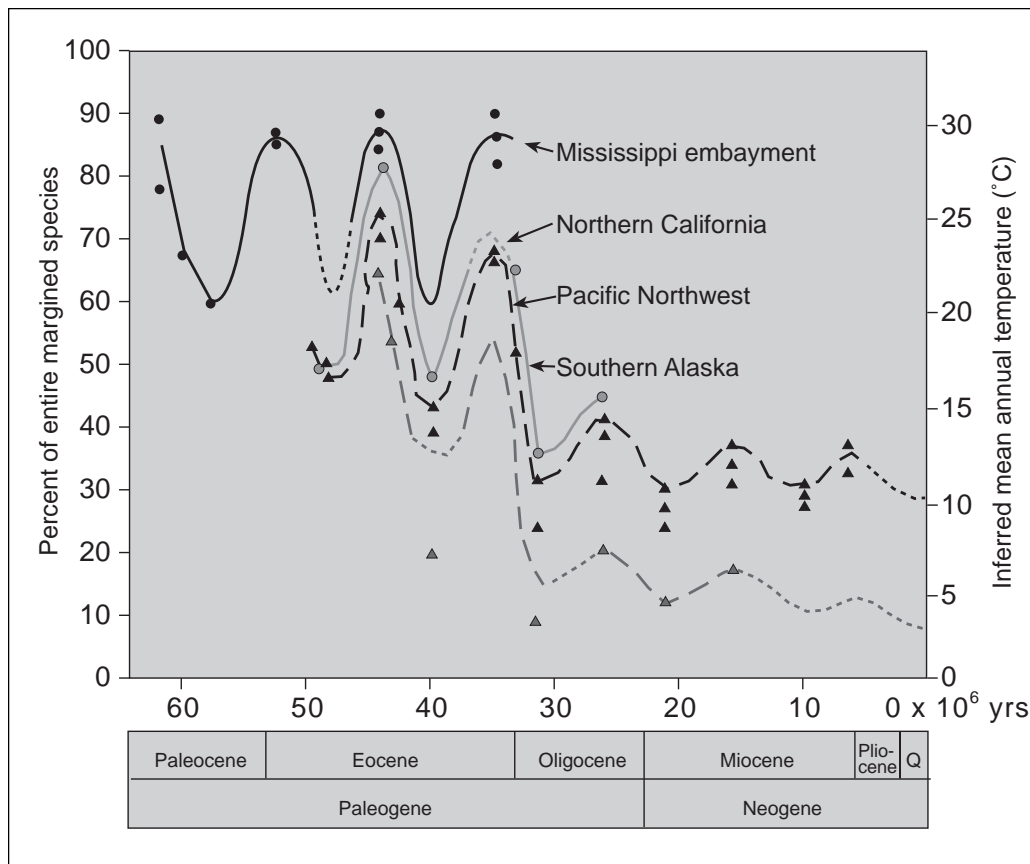 Percent of entire margined species
100
90
80
70
60
50
40
30
20
10
0
Mississippi embayment
Northern California
Pacific Northwest
Southern Alaska
30
25
20
15
10
5
0
Inferred mean annual temperature (˚C)
60 50 40 30 20 10 0 x 10⁶ yrs
Paleocene Eocene Oligocene Miocene Plio-
cene Q
Paleogene Neogene